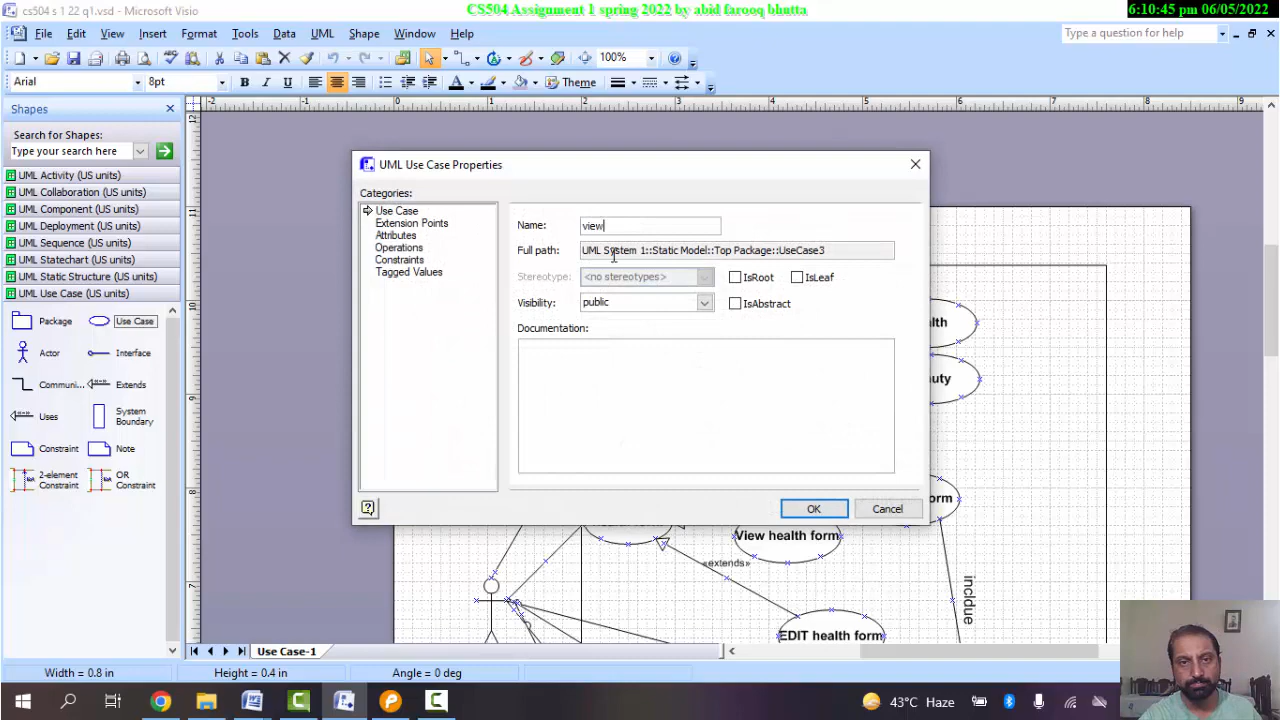 cs504 s 1 22 q1.vsd - Microsoft Visio
CS504 Assignment 1 spring 2022 by abid farooq bhutta
6:10:45 pm 06/05/2022
File Edit View Insert Format Tools Data UML Shape Window Help
Type a question for help
100%
Arial 8pt B I U Theme
Shapes
Search for Shapes:
Type your search here
UML Activity (US units)
UML Collaboration (US units)
UML Component (US units)
UML Deployment (US units)
UML Sequence (US units)
UML Statechart (US units)
UML Static Structure (US units)
UML Use Case (US units)
Package
Use Case
Actor
Interface
Communi...
Extends
Uses
System
Boundary
Constraint
Note
2-element
Constraint
OR
Constraint
UML Use Case Properties
Categories:
Use Case
Extension Points
Attributes
Operations
Constraints
Tagged Values
Name: view
Full path: UML System 1::Static Model::Top Package::UseCase3
Stereotype: <no stereotypes> IsRoot IsLeaf
Visibility: public IsAbstract
Documentation:
OK Cancel
View health form
«extends»
EDIT health form
incidue
Use Case-1
Width = 0.8 in Height = 0.4 in Angle = 0 deg
43°C Haze